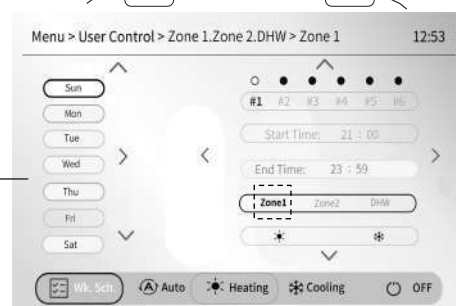 Menu > User Control > Zone 1.Zone 2.DHW > Zone 1 12:53
Sun
Mon
Tue
Wed
Thu
Fri
Sat
#1 #2 #3 #4 #5 #6
Start Time: 21 : 00
End Time: 23 : 59
Zone1 Zone2 DHW
Wk. Sch. Auto Heating Cooling OFF